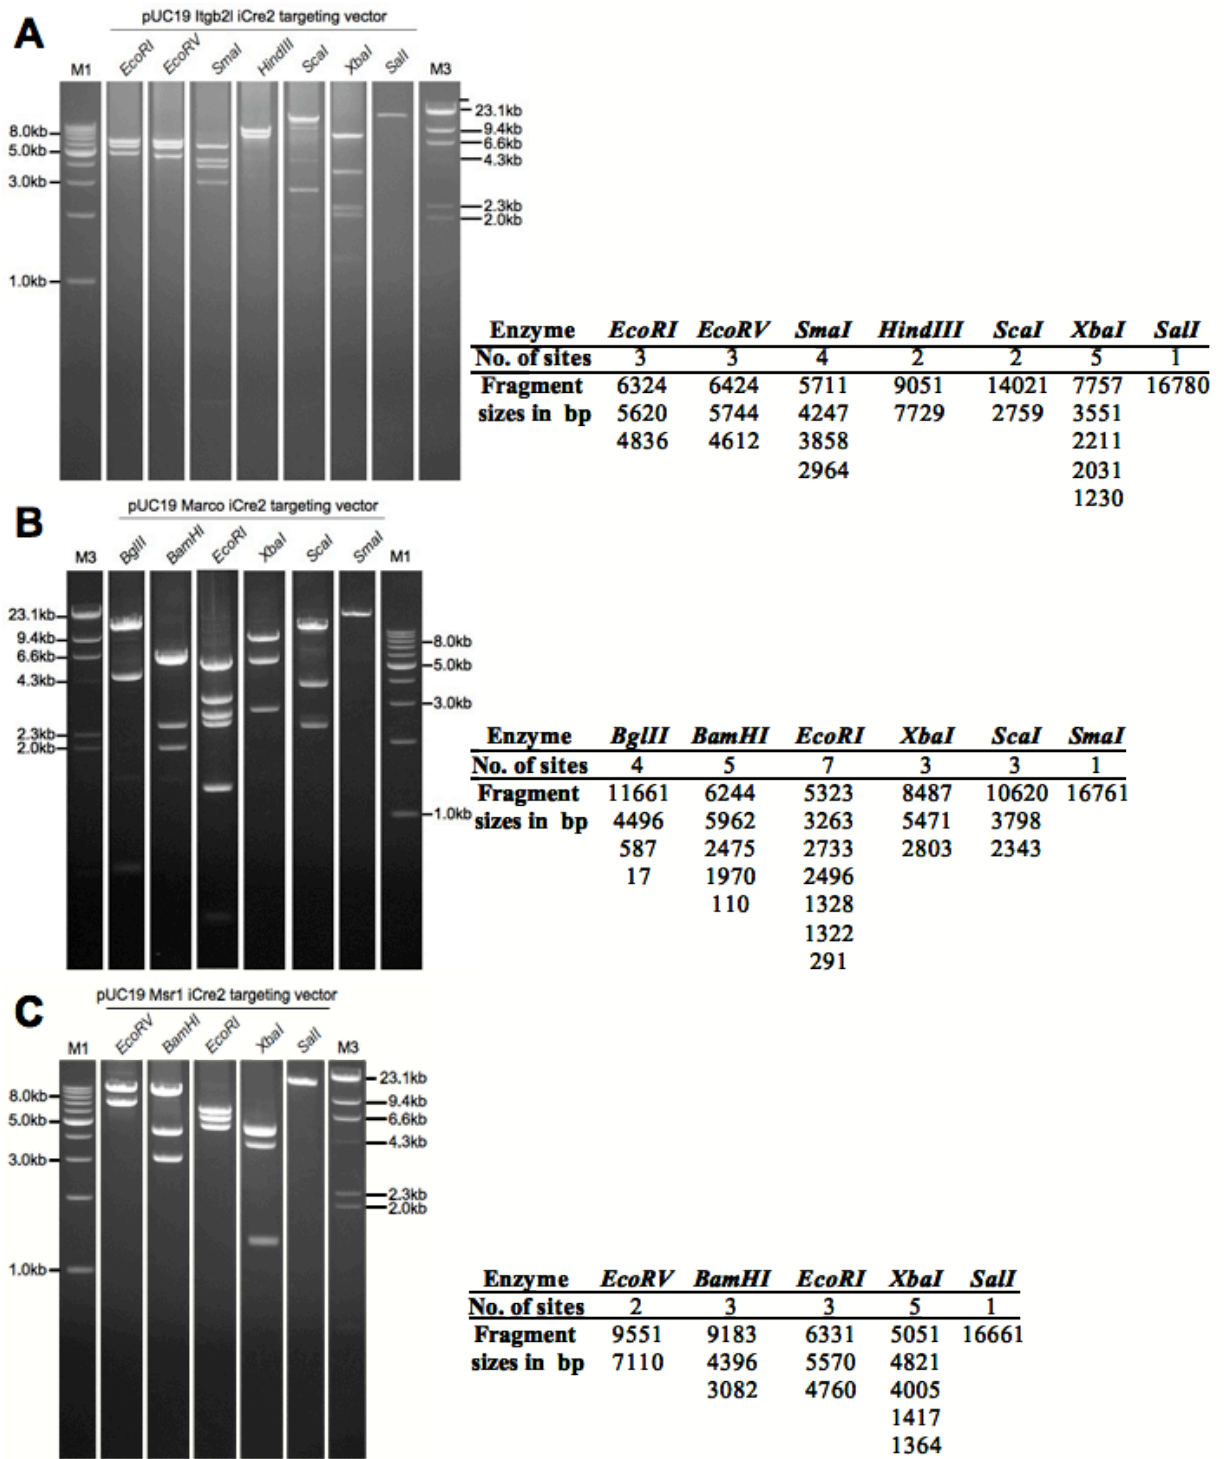 A
pUC19 Itgb2l iCre2 targeting vector
M1 EcoRI EcoRV SmaI HindIII ScaI XbaI SalI M3
8.0kb
5.0kb
3.0kb
1.0kb
23.1kb
9.4kb
6.6kb
4.3kb
2.3kb
2.0kb
Enzyme EcoRI EcoRV SmaI HindIII ScaI XbaI SalI
No. of sites 3 3 4 2 2 5 1
Fragment 6324 6424 5711 9051 14021 7757 16780
sizes in bp 5620 5744 4247 7729 2759 3551
4836 4612 3858 2211
2964 2031
1230
B
pUC19 Marco iCre2 targeting vector
M3 BglII BamHI EcoRI XbaI ScaI SmaI M1
23.1kb
9.4kb
6.6kb
4.3kb
2.3kb
2.0kb
8.0kb
5.0kb
3.0kb
1.0kb
Enzyme BglII BamHI EcoRI XbaI ScaI SmaI
No. of sites 4 5 7 3 3 1
Fragment 11661 6244 5323 8487 10620 16761
sizes in bp 4496 5962 3263 5471 3798
587 2475 2733 2803 2343
17 1970 2496
110 1328
1322
291
C
pUC19 Msr1 iCre2 targeting vector
M1 EcoRV BamHI EcoRI XbaI SalI M3
8.0kb
5.0kb
3.0kb
1.0kb
23.1kb
9.4kb
6.6kb
4.3kb
2.3kb
2.0kb
Enzyme EcoRV BamHI EcoRI XbaI SalI
No. of sites 2 3 3 5 1
Fragment 9551 9183 6331 5051 16661
sizes in bp 7110 4396 5570 4821
3082 4760 4005
1417
1364